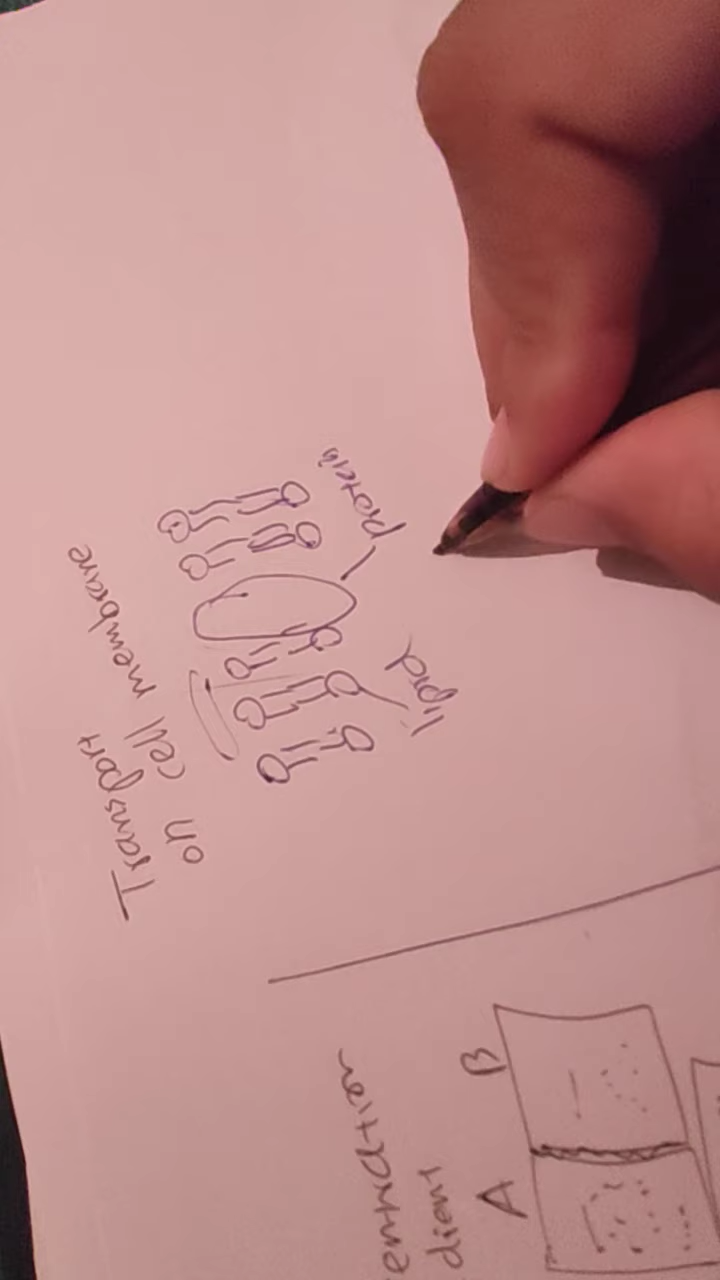 Transport
on cell membrane
protein
lipid
A B